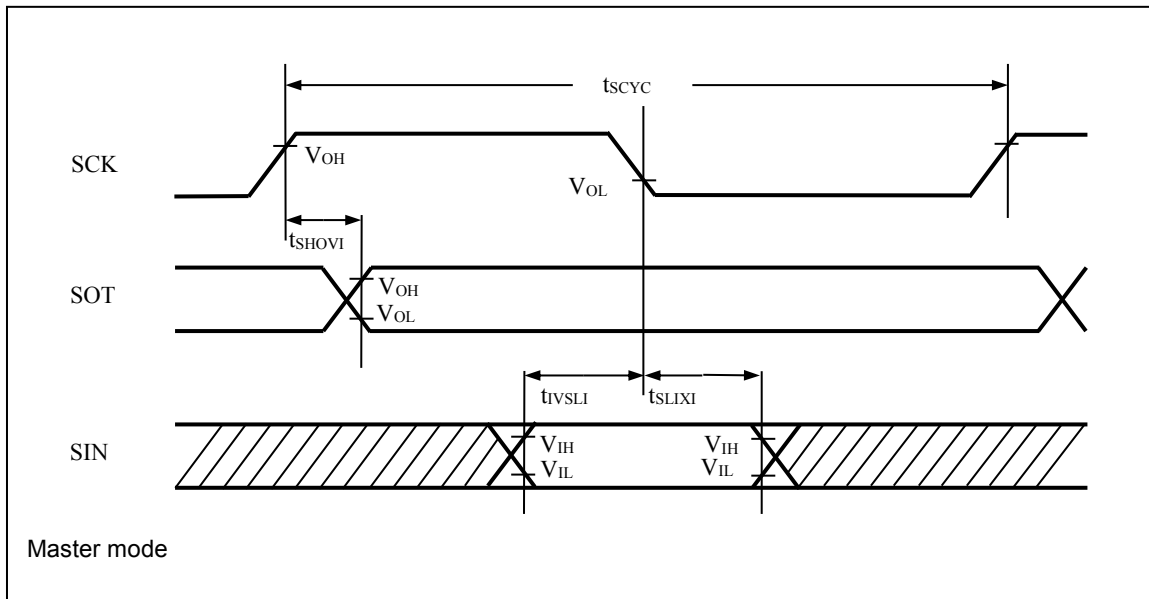 tSCYC
SCK
VOH
VOL
tSHOVI
SOT
VOH
VOL
tIVSLI
tSLIXI
SIN
VIH
VIH
VIL
VIL
Master mode